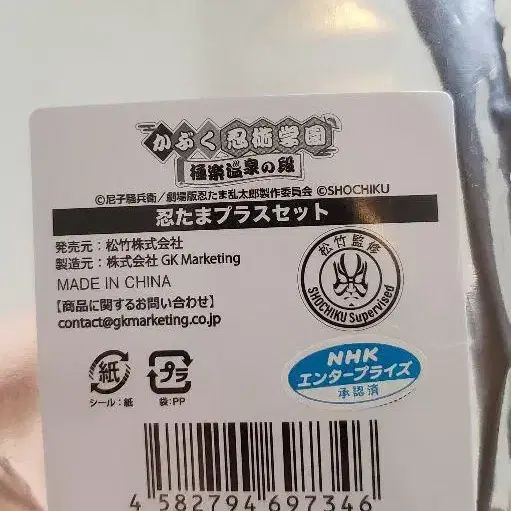 かぶく忍術学園
極楽温泉の段
©尼子騒兵衛／劇場版忍たま乱太郎製作委員会 ©SHOCHIKU
忍たまプラスセット
発売元：松竹株式会社
製造元：株式会社 GK Marketing
MADE IN CHINA
【商品に関するお問い合わせ】
contact@gkmarketing.co.jp
松竹監修
SHOCHIKU Supervised
NHK
エンタープライズ
承認済
紙
シール：紙
プラ
袋：PP
4 582794 697346